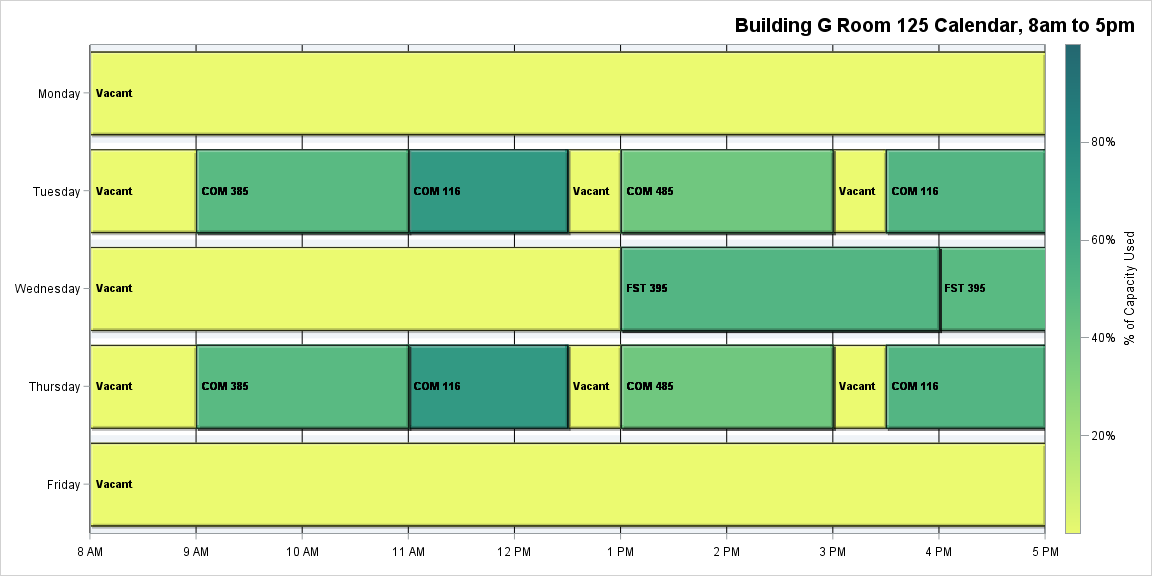 Building G Room 125 Calendar, 8am to 5pm
Monday
Vacant
Tuesday
Vacant
COM 385
COM 116
Vacant
COM 485
Vacant
COM 116
Wednesday
Vacant
FST 395
FST 395
Thursday
Vacant
COM 385
COM 116
Vacant
COM 485
Vacant
COM 116
Friday
Vacant
8 AM
9 AM
10 AM
11 AM
12 PM
1 PM
2 PM
3 PM
4 PM
5 PM
80%
60%
40%
20%
% of Capacity Used